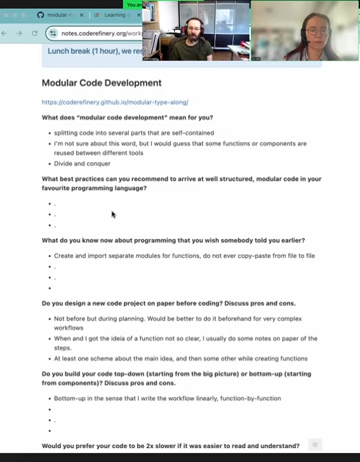 You are
modular-
Learning
notes.coderefinery.org/work
Lunch break (1 hour), we res
Modular Code Development
https://coderefinery.github.io/modular-type-along/
What does "modular code development" mean for you?
• splitting code into several parts that are self-contained
• I'm not sure about this word, but I would guess that some functions or components are
reused between different tools
• Divide and conquer
What best practices can you recommend to arrive at well structured, modular code in your
favourite programming language?
• .
• .
• .
What do you know now about programming that you wish somebody told you earlier?
• Create and import separate modules for functions, do not ever copy-paste from file to file
• .
• .
•
Do you design a new code project on paper before coding? Discuss pros and cons.
• Not before but during planning. Would be better to do it beforehand for very complex
workflows
• When and I got the ideia of a function not so clear, I usually do some notes on paper of the
steps.
• At least one scheme about the main idea, and then some other while creating functions
Do you build your code top-down (starting from the big picture) or bottom-up (starting
from components)? Discuss pros and cons.
• Bottom-up in the sense that I write the workflow linearly, function-by-function
•
• .
•
Would you prefer your code to be 2x slower if it was easier to read and understand?